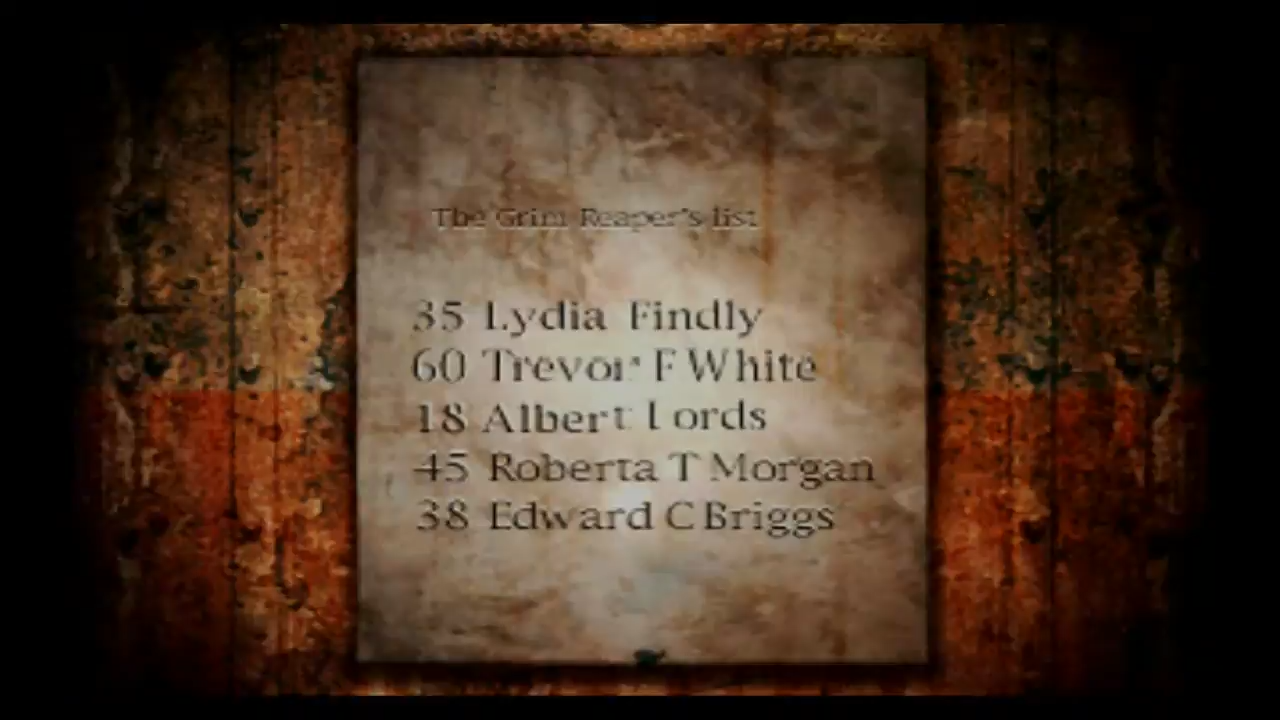 The Grim Reaper's list
35 Lydia Findly
60 Trevor F White
18 Albert Lords
45 Roberta T Morgan
38 Edward C Briggs